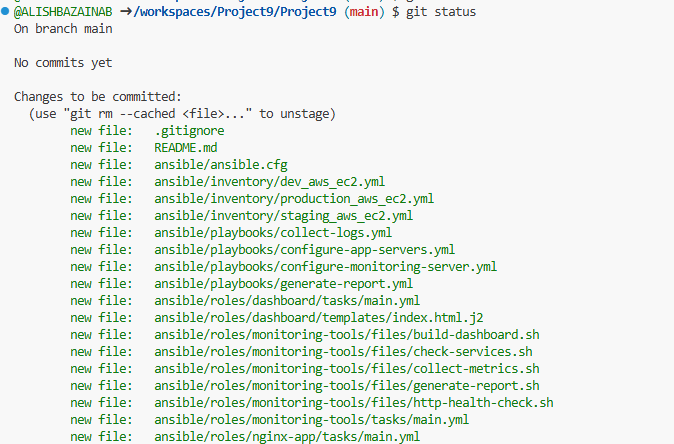 @ALISHBAZAINAB ➜/workspaces/Project9/Project9 (main) $ git status
On branch main
No commits yet
Changes to be committed:
(use "git rm --cached <file>..." to unstage)
new file: .gitignore
new file: README.md
new file: ansible/ansible.cfg
new file: ansible/inventory/dev_aws_ec2.yml
new file: ansible/inventory/production_aws_ec2.yml
new file: ansible/inventory/staging_aws_ec2.yml
new file: ansible/playbooks/collect-logs.yml
new file: ansible/playbooks/configure-app-servers.yml
new file: ansible/playbooks/configure-monitoring-server.yml
new file: ansible/playbooks/generate-report.yml
new file: ansible/roles/dashboard/tasks/main.yml
new file: ansible/roles/dashboard/templates/index.html.j2
new file: ansible/roles/monitoring-tools/files/build-dashboard.sh
new file: ansible/roles/monitoring-tools/files/check-services.sh
new file: ansible/roles/monitoring-tools/files/collect-metrics.sh
new file: ansible/roles/monitoring-tools/files/generate-report.sh
new file: ansible/roles/monitoring-tools/files/http-health-check.sh
new file: ansible/roles/monitoring-tools/tasks/main.yml
new file: ansible/roles/nginx-app/tasks/main.yml